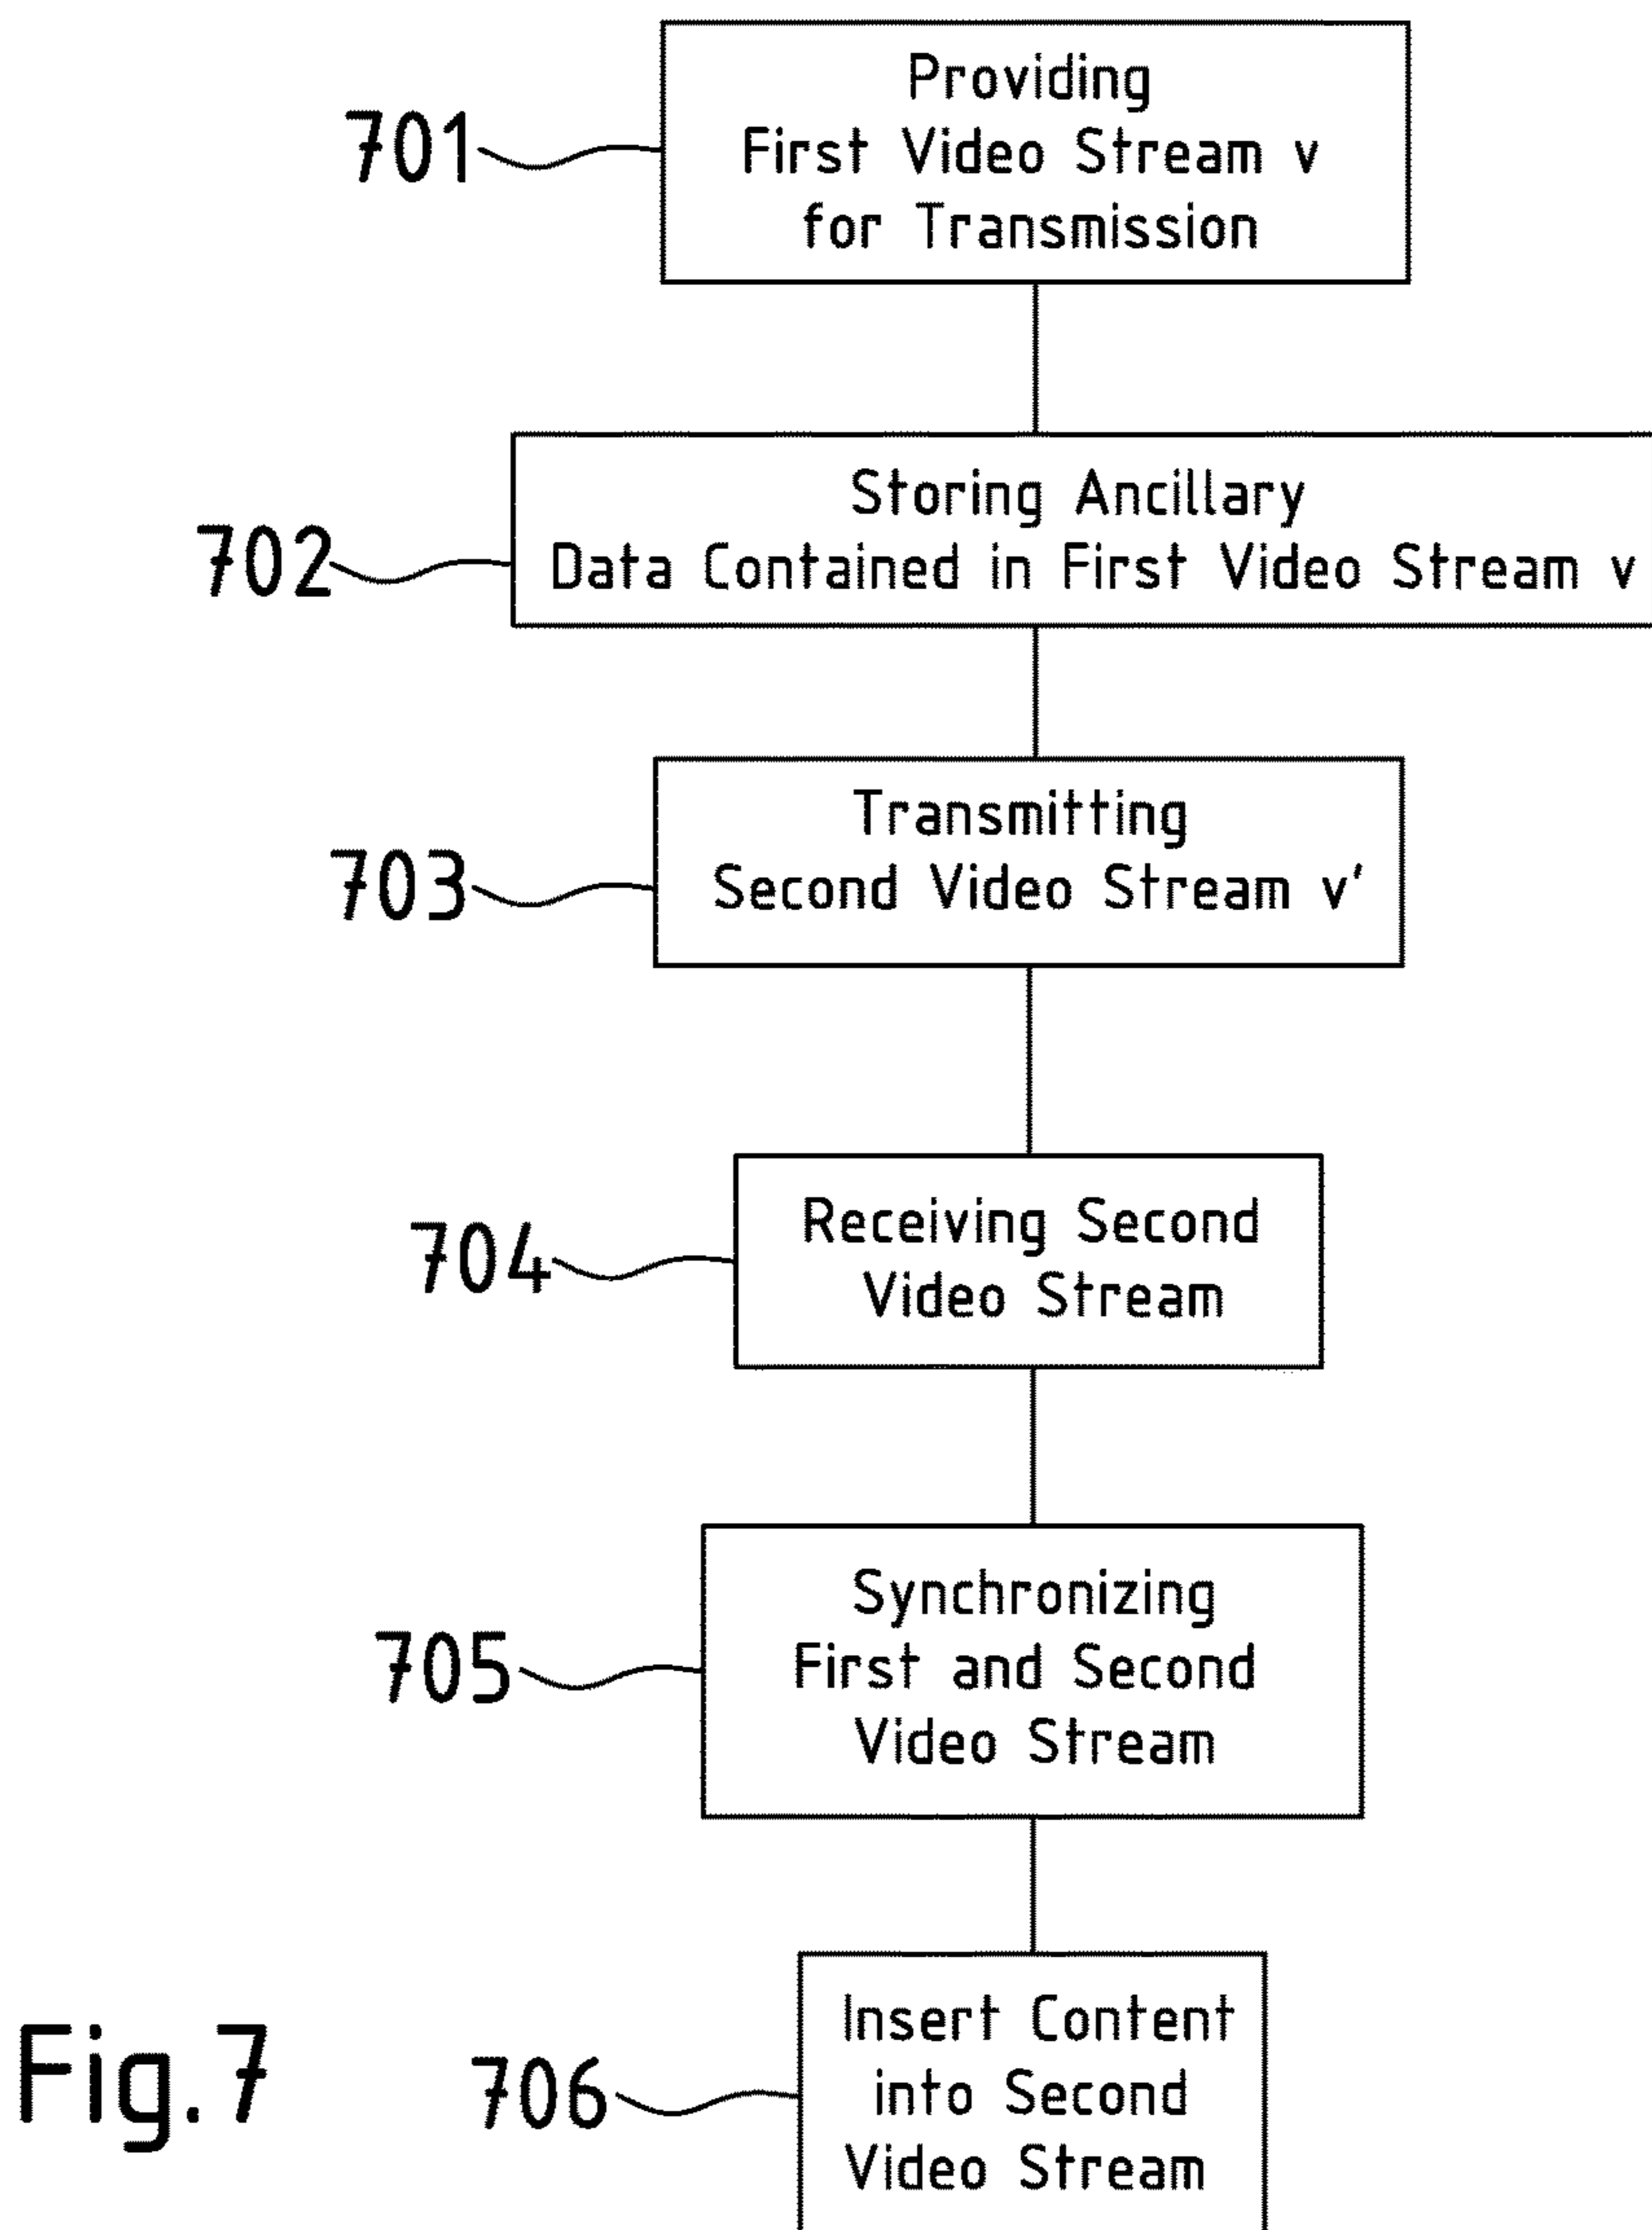 701
Providing
First Video Stream v
for Transmission
702
Storing Ancillary
Data Contained in First Video Stream v
703
Transmitting
Second Video Stream v'
704
Receiving Second
Video Stream
705
Synchronizing
First and Second
Video Stream
706
Insert Content
into Second
Video Stream
Fig.7